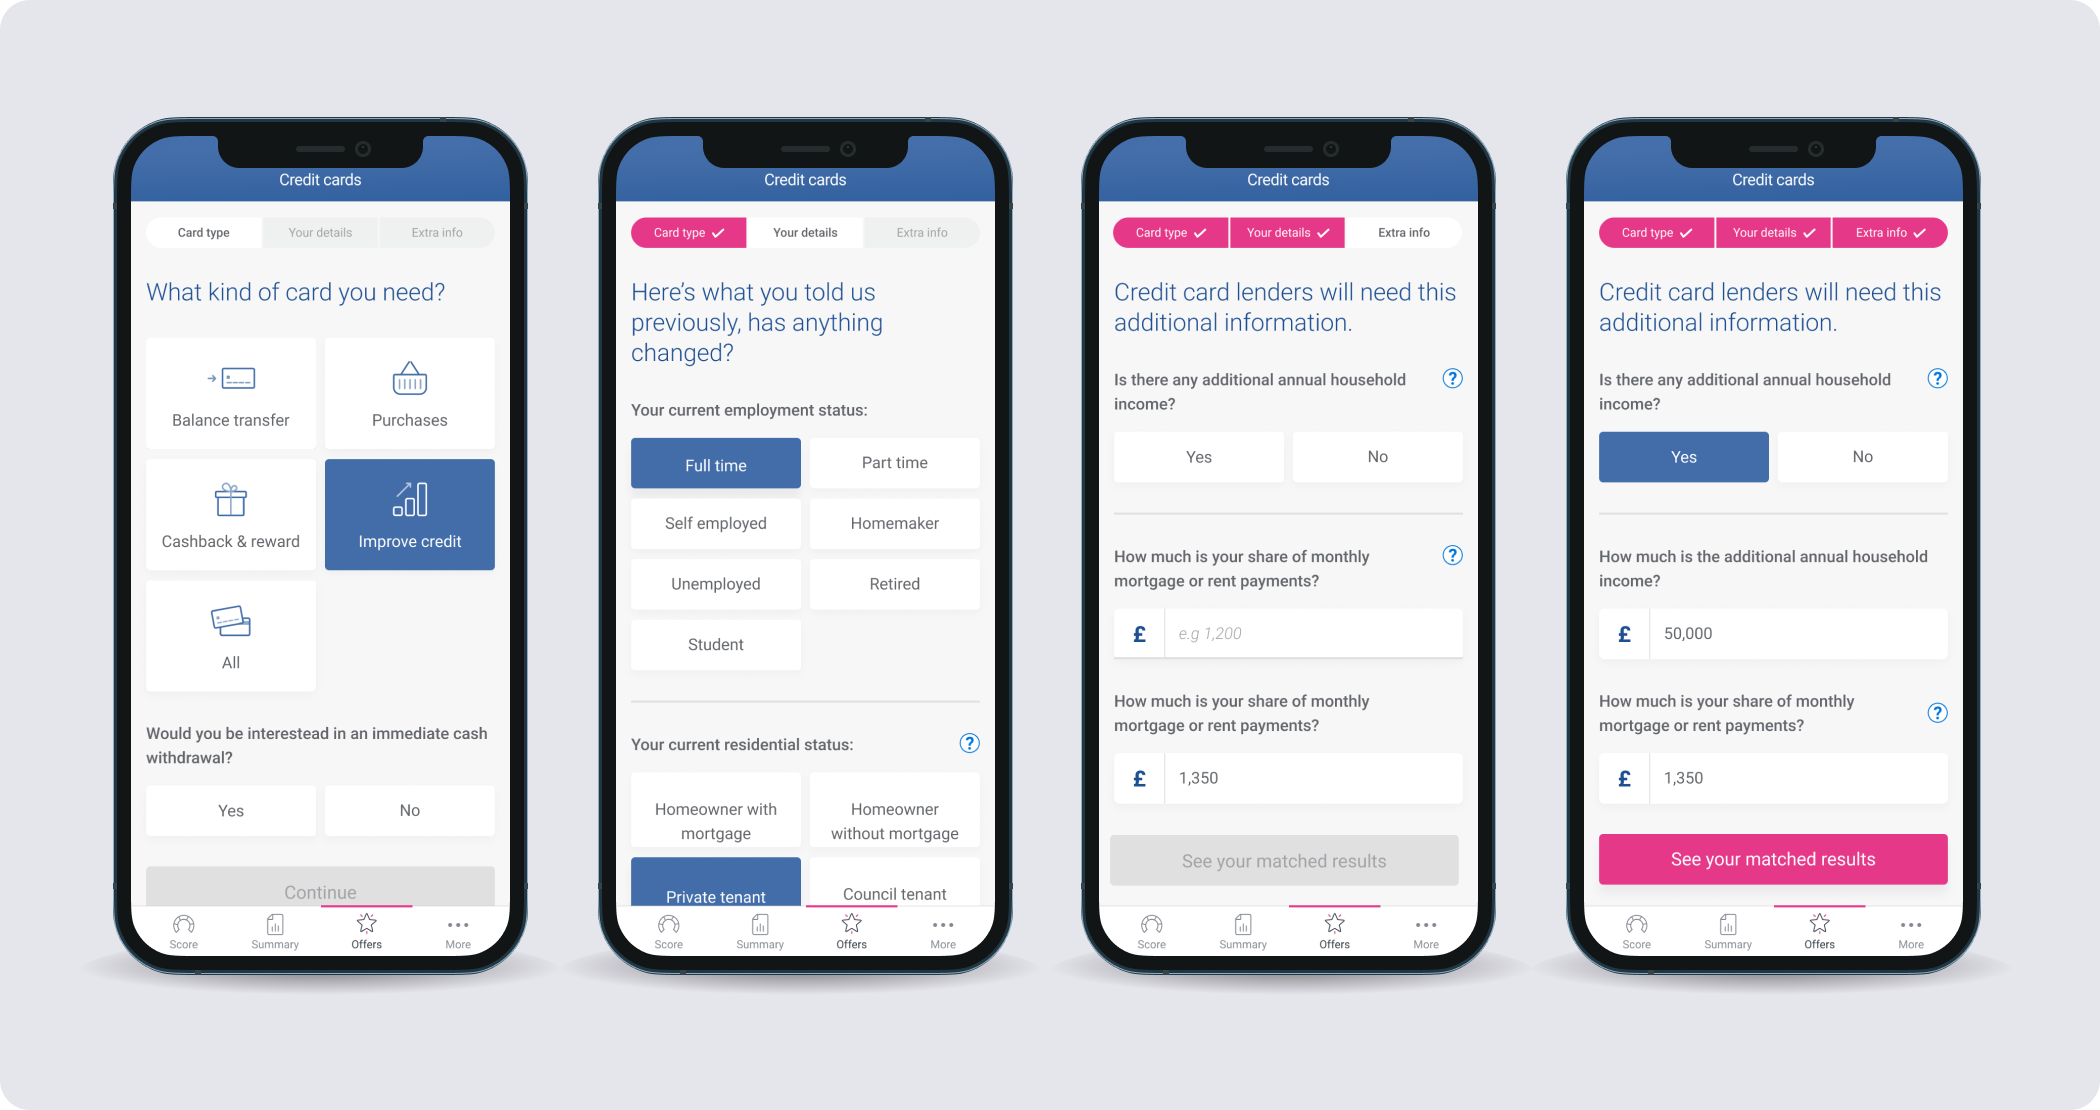 Credit cards
Card type
Your details
Extra info
What kind of card you need?
Balance transfer
Purchases
Cashback & reward
Improve credit
All
Would you be interestead in an immediate cash
withdrawal?
Yes
No
Continue
Score
Summary
Offers
More
Credit cards
Card type
Your details
Extra info
Here's what you told us
previously, has anything
changed?
Your current employment status:
Full time
Part time
Self employed
Homemaker
Unemployed
Retired
Student
Your current residential status:
?
Homeowner with
mortgage
Homeowner
without mortgage
Private tenant
Council tenant
Score
Summary
Offers
More
Credit cards
Card type
Your details
Extra info
Credit card lenders will need this
additional information.
Is there any additional annual household
income?
?
Yes
No
How much is your share of monthly
mortgage or rent payments?
?
£
e.g 1,200
How much is your share of monthly
mortgage or rent payments?
£
1,350
See your matched results
Score
Summary
Offers
More
Credit cards
Card type
Your details
Extra info
Credit card lenders will need this
additional information.
Is there any additional annual household
income?
?
Yes
No
How much is the additional annual household
income?
£
50,000
How much is your share of monthly
mortgage or rent payments?
?
£
1,350
See your matched results
Score
Summary
Offers
More